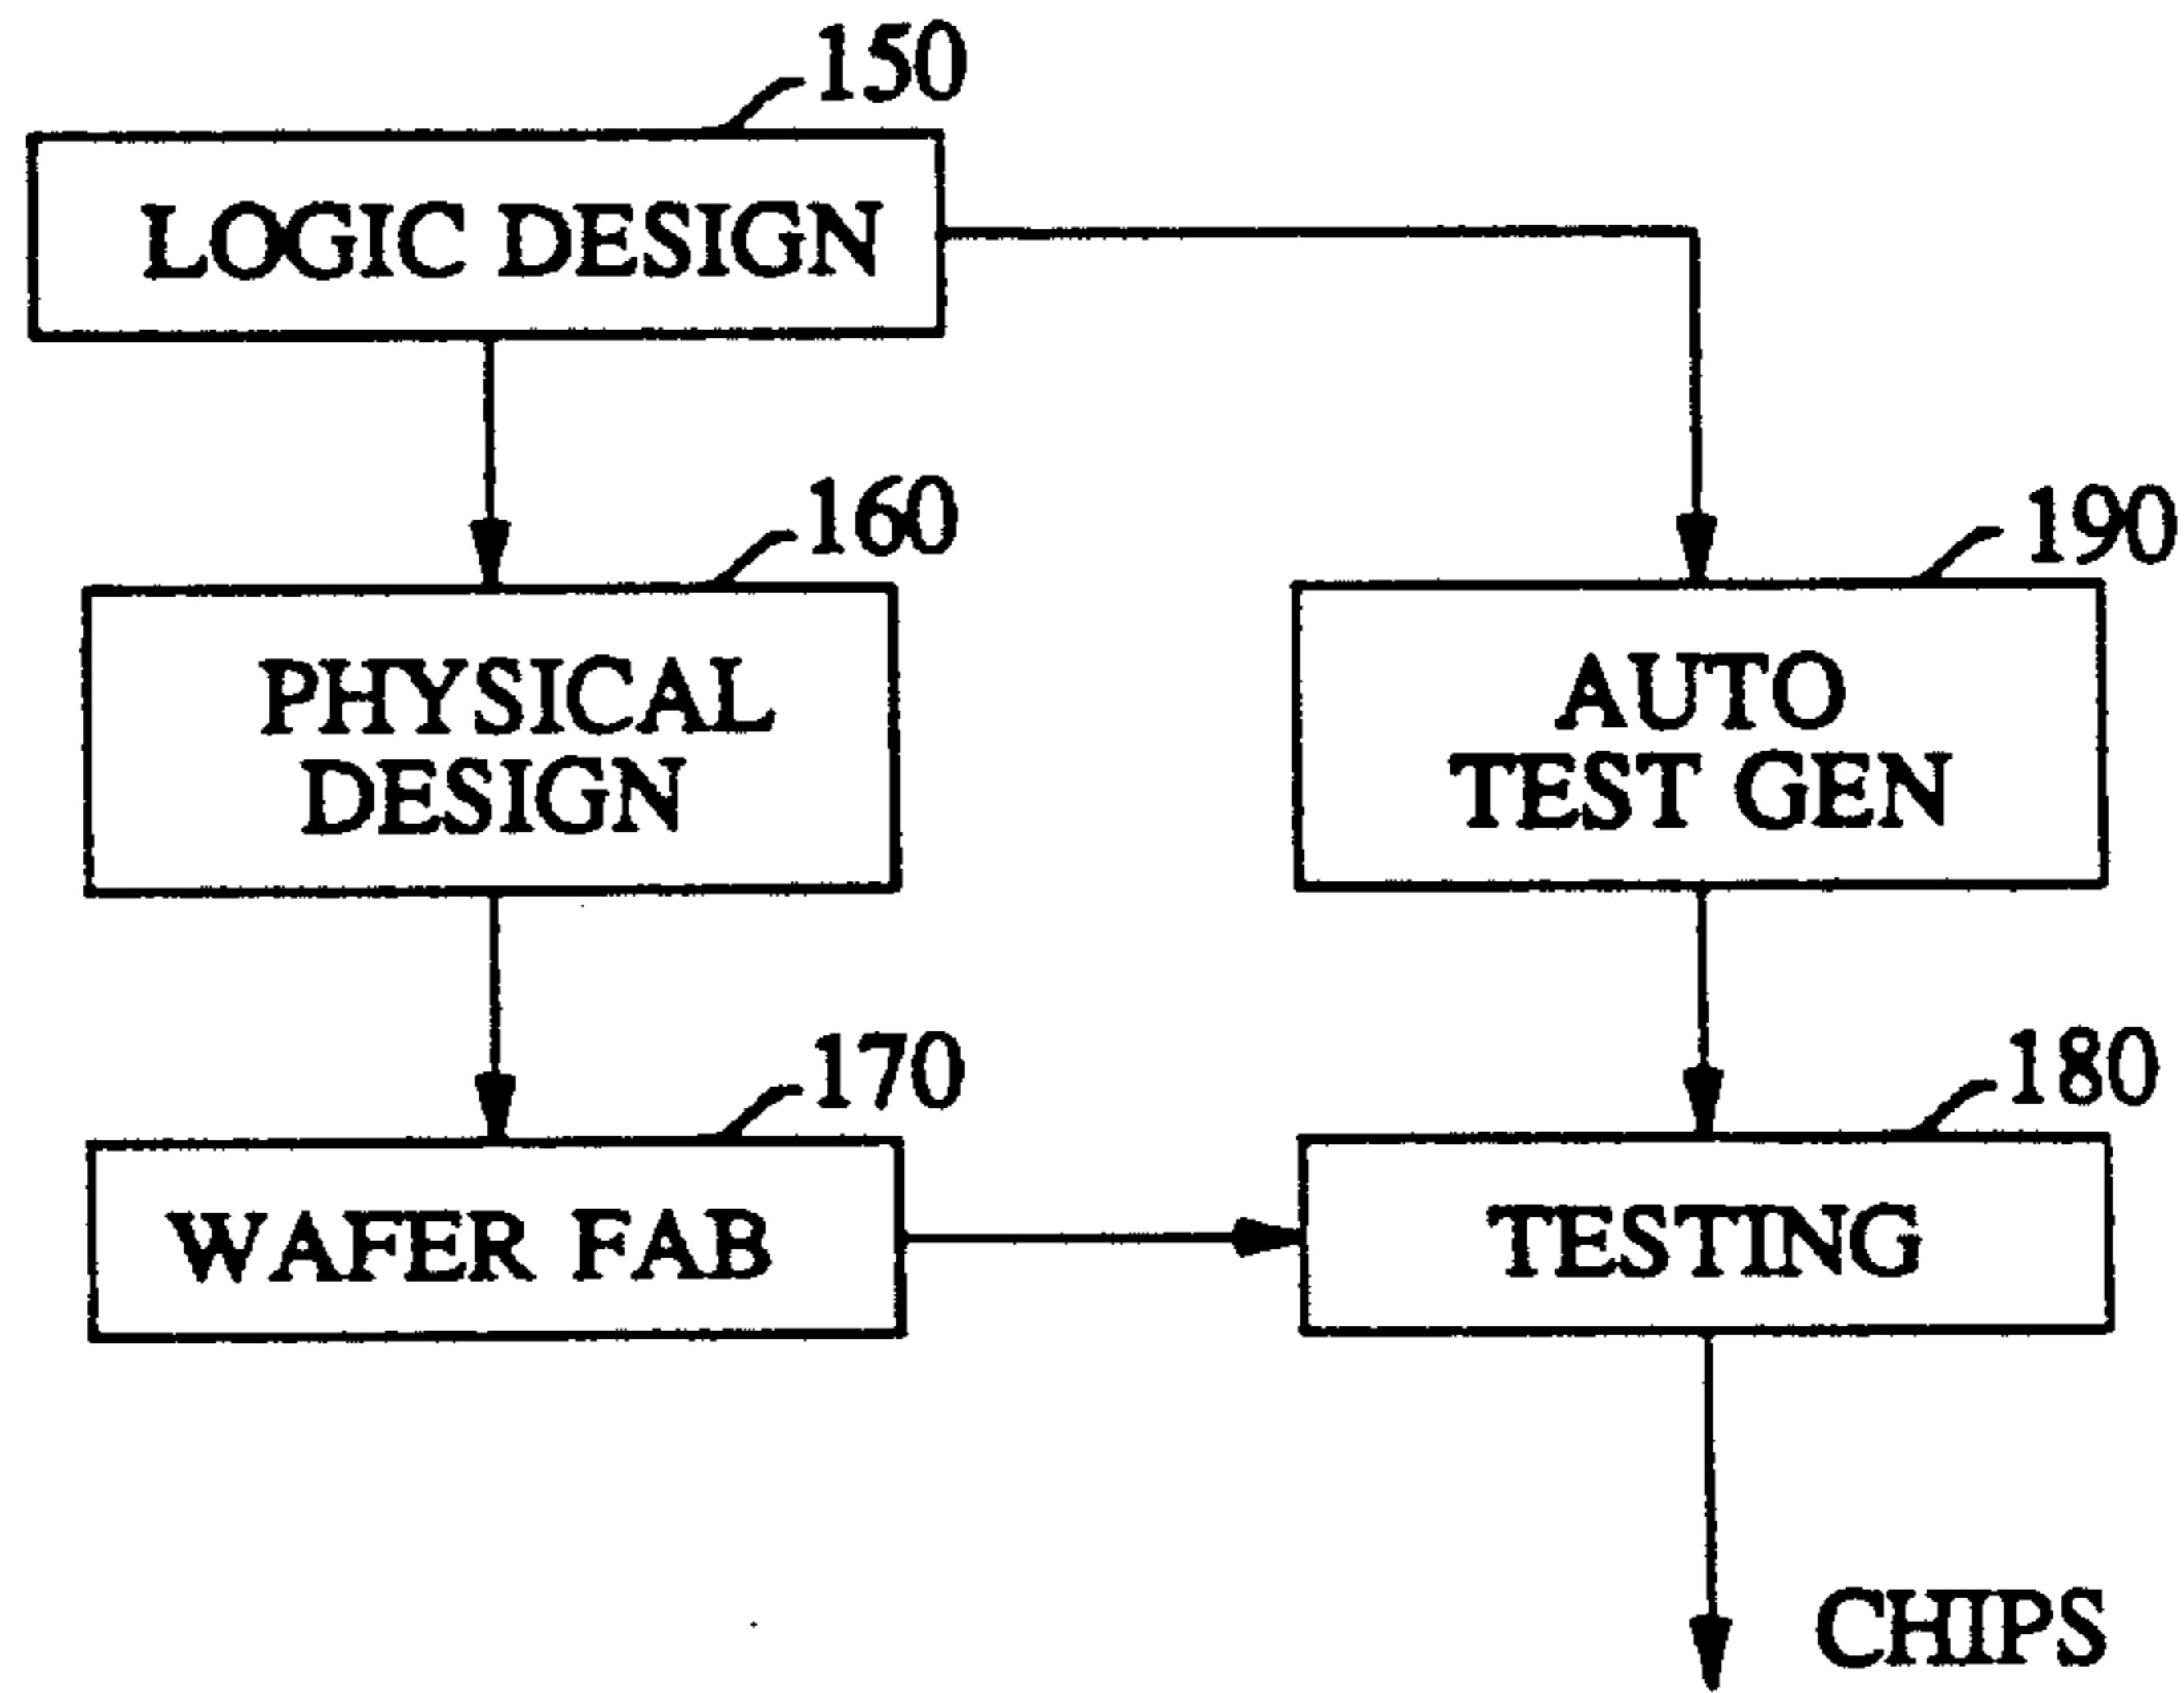 150
LOGIC DESIGN
160
PHYSICAL
DESIGN
190
AUTO
TEST GEN
170
WAFER FAB
180
TESTING
CHIPS